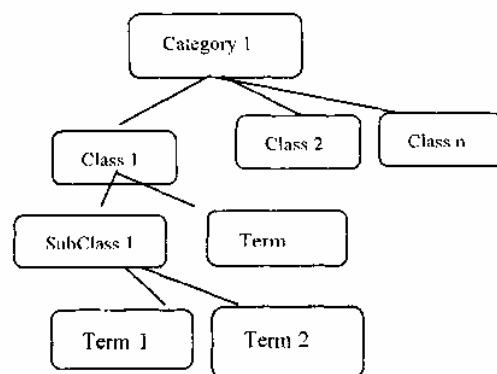 Category 1
Class 1
Class 2
Class n
SubClass 1
Term
Term 1
Term 2